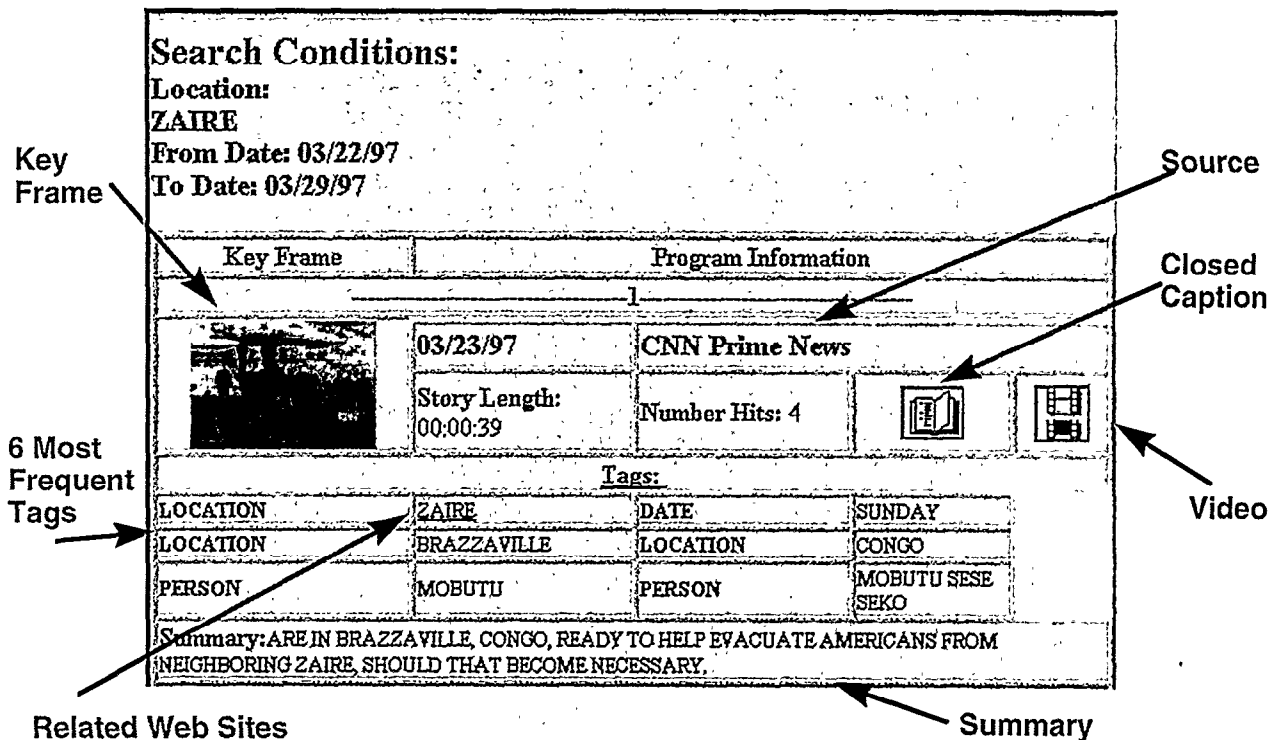 Search Conditions:
Location:
ZAIRE
From Date: 03/22/97
To Date: 03/29/97
Key
Frame
Source
Key Frame
Program Information
Closed
Caption
1
03/23/97
CNN Prime News
Story Length:
00:00:39
Number Hits: 4
6 Most
Frequent
Tags
Video
Tags:
LOCATION
ZAIRE
DATE
SUNDAY
LOCATION
BRAZZAVILLE
LOCATION
CONGO
PERSON
MOBUTU
PERSON
MOBUTU SESE
SEKO
Summary: ARE IN BRAZZAVILLE, CONGO, READY TO HELP EVACUATE AMERICANS FROM
NEIGHBORING ZAIRE, SHOULD THAT BECOME NECESSARY.
Related Web Sites
Summary